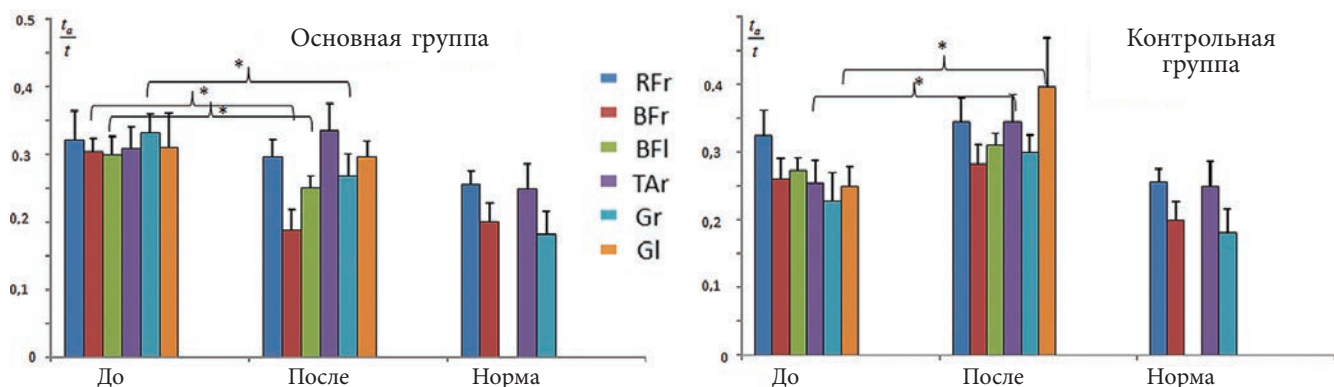 0.5
0,4
0,3
0,2
0,1
0
t_a/t
Основная группа
*
*
*
RFr
BFr
BFl
TAr
Gr
Gl
До
После
Норма
0.5
0,4
0,3
0,2
0,1
0
t_a/t
Контрольная
группа
*
*
До
После
Норма